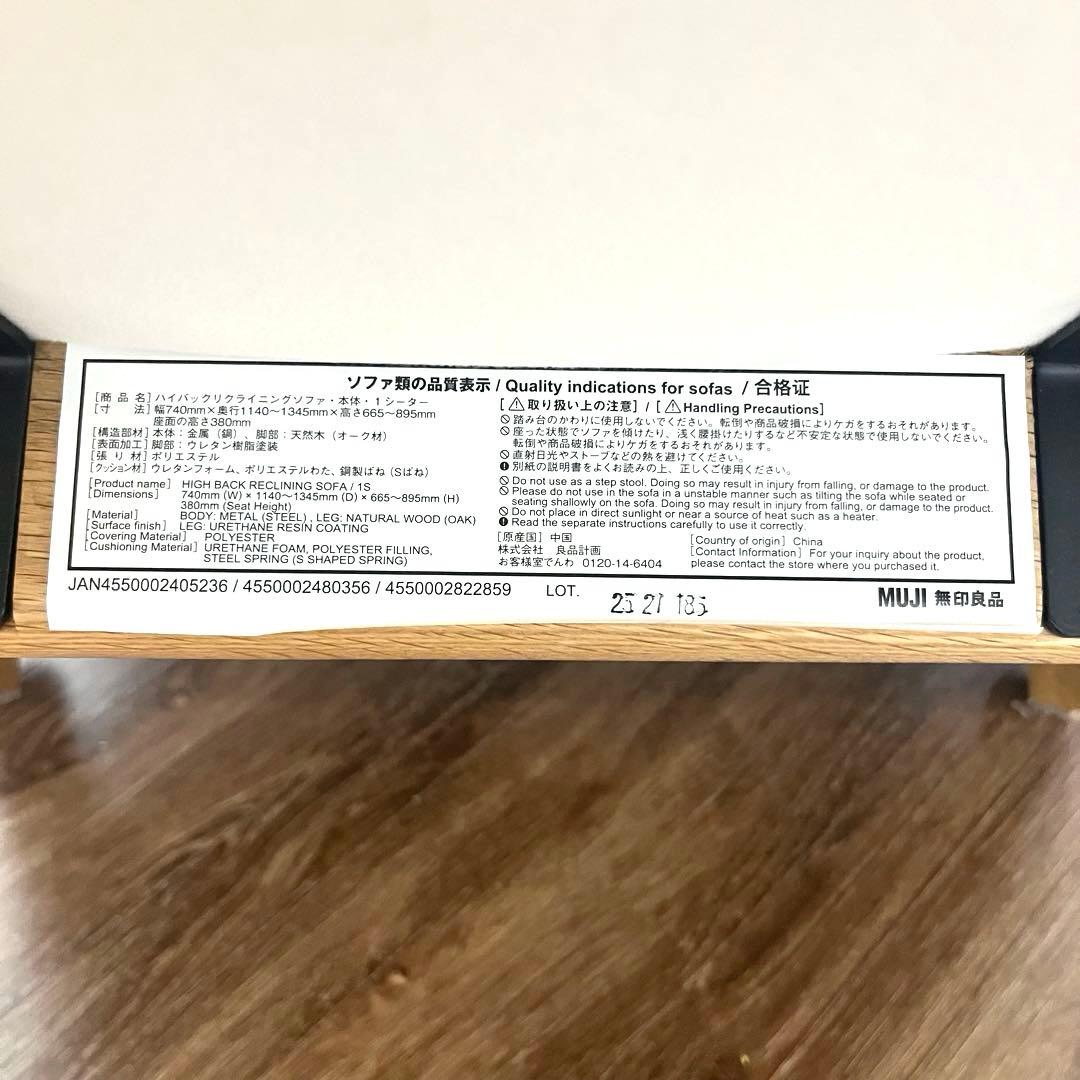 ソファ類の品質表示 / Quality indications for sofas / 合格证
[商 品 名] ハイバックリクライニングソファ・本体・1シーター
[寸　　法] 幅740mm×奥行1140〜1345mm×高さ665〜895mm
座面の高さ380mm
[構造部材] 本体：金属（鋼）、脚部：天然木（オーク材）
[表面加工] 脚部：ウレタン樹脂塗装
[張 り 材] ポリエステル
[クッション材] ウレタンフォーム、ポリエステルわた、鋼製ばね（Sばね）
[Product name] HIGH BACK RECLINING SOFA / 1S
[Dimensions] 740mm (W) × 1140〜1345mm (D) × 665〜895mm (H)
380mm (Seat Height)
[Material] BODY: METAL (STEEL) , LEG: NATURAL WOOD (OAK)
[Surface finish] LEG: URETHANE RESIN COATING
[Covering Material] POLYESTER
[Cushioning Material] URETHANE FOAM, POLYESTER FILLING,
STEEL SPRING (S SHAPED SPRING)
[⚠取り扱い上の注意] / [⚠Handling Precautions]
踏み台のかわりに使用しないでください。転倒や商品破損によりケガをするおそれがあります。
座った状態でソファを傾けたり、浅く腰掛けたりするなど不安定な状態で使用しないでください。
転倒や商品破損によりケガをするおそれがあります。
直射日光やストーブなどの熱を避けてください。
別紙の説明書をよくお読みの上、正しくご使用ください。
Do not use as a step stool. Doing so may result in injury from falling, or damage to the product.
Please do not use in the sofa in a unstable manner such as tilting the sofa while seated or
seating shallowly on the sofa. Doing so may result in injury from falling, or damage to the product.
Do not place in direct sunlight or near a source of heat such as a heater.
Read the separate instructions carefully to use it correctly.
[原産国] 中国
株式会社　良品計画
お客様室でんわ　0120-14-6404
[Country of origin] China
[Contact Information] For your inquiry about the product,
please contact the store where you purchased it.
JAN4550002405236 / 4550002480356 / 4550002822859 LOT. 25 21 185
MUJI 無印良品